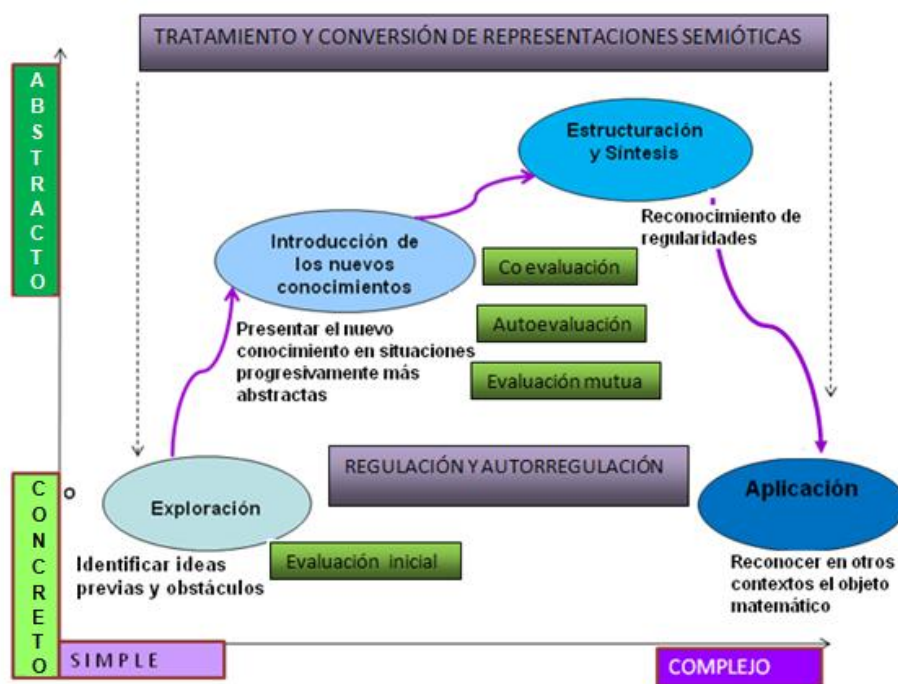 TRATAMIENTO Y CONVERSIÓN DE REPRESENTACIONES SEMIÓTICAS
ABSTRACTO
Estructuración
y Síntesis
Reconocimiento de
regularidades
Introducción de
los nuevos
conocimientos
Co evaluación
Presentar el nuevo
conocimiento en situaciones
progresivamente más
abstractas
Autoevaluación
Evaluación mutua
REGULACIÓN Y AUTORREGULACIÓN
CONCRETO
o
Exploración
Aplicación
Identificar ideas
previas y obstáculos
Evaluación inicial
Reconocer en otros
contextos el objeto
matemático
SIMPLE
COMPLEJO